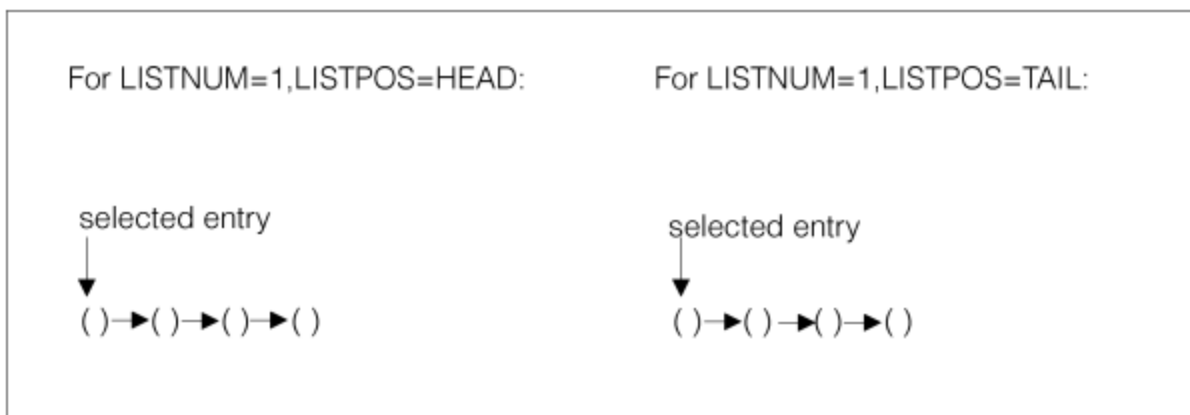 For LISTNUM=1,LISTPOS=HEAD:
For LISTNUM=1,LISTPOS=TAIL:
selected entry
selected entry
( ) ( ) ( ) ( )
( ) ( ) ( ) ( )